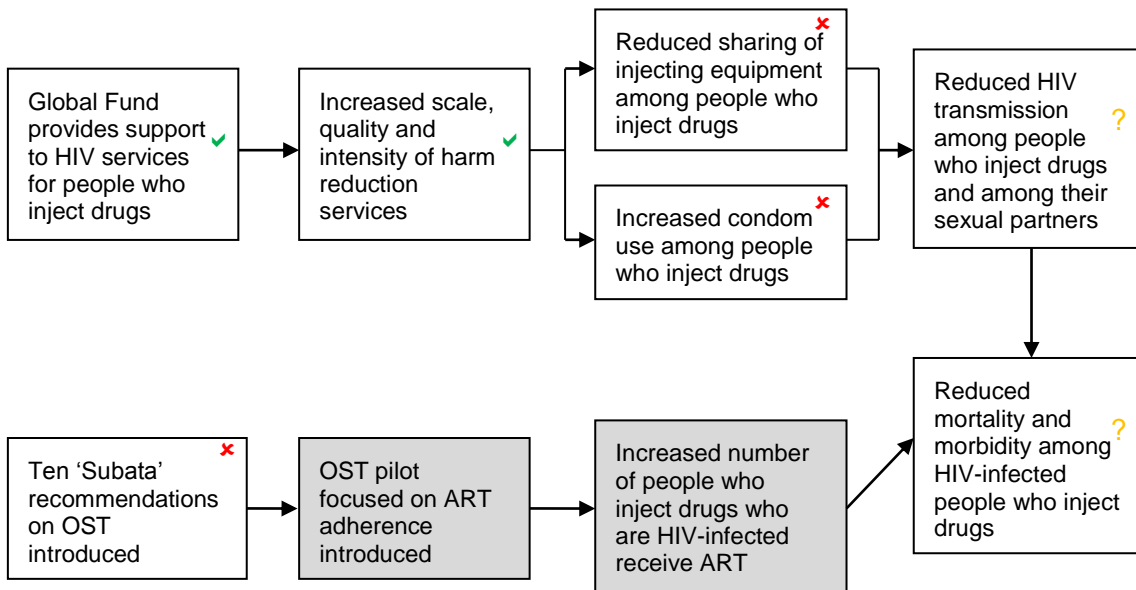 Global Fund
provides support
to HIV services
for people who
inject drugs
Increased scale,
quality and
intensity of harm
reduction
services
Reduced sharing of
injecting equipment
among people who
inject drugs
Increased condom
use among people
who inject drugs
Reduced HIV
transmission
among people
who inject drugs
and among their
sexual partners
?
Ten ‘Subata’
recommendations
on OST
introduced
OST pilot
focused on ART
adherence
introduced
Increased number
of people who
inject drugs who
are HIV-infected
receive ART
Reduced
mortality and
morbidity among
HIV-infected
people who inject
drugs
?